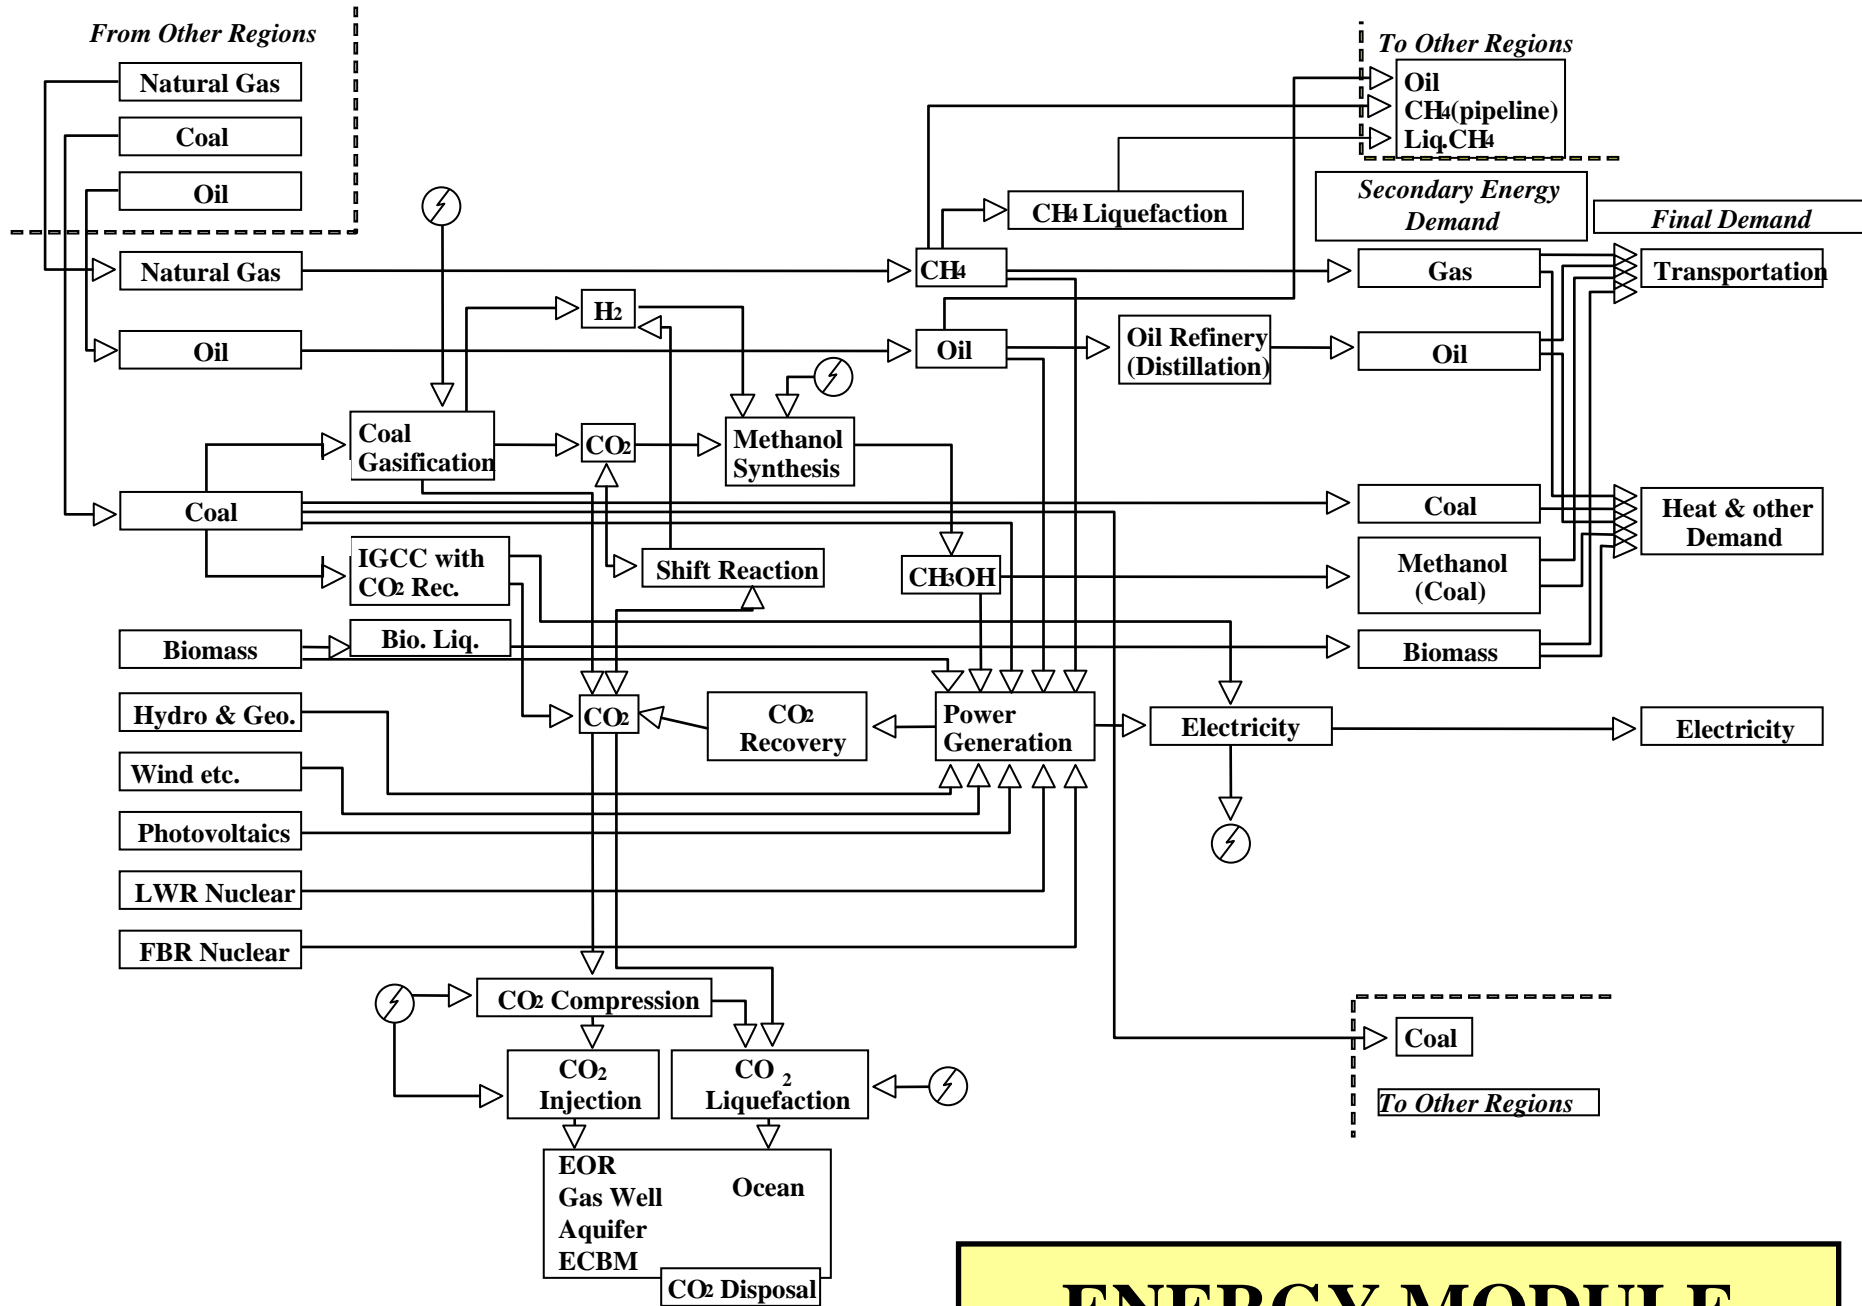 From Other Regions
Natural Gas
Coal
Oil
To Other Regions
Oil
CH4(pipeline)
Liq.CH4
Secondary Energy
Demand
Final Demand
CH4 Liquefaction
Natural Gas
CH4
Gas
Transportation
H2
Oil
Oil
Oil Refinery
(Distillation)
Oil
Coal
Gasification
CO2
Methanol
Synthesis
Coal
Coal
Heat & other
Demand
IGCC with
CO2 Rec.
Shift Reaction
CH3OH
Methanol
(Coal)
Biomass
Bio. Liq.
Biomass
Hydro & Geo.
CO2
CO2
Recovery
Power
Generation
Electricity
Electricity
Wind etc.
Photovoltaics
LWR Nuclear
FBR Nuclear
CO2 Compression
Coal
CO2
Injection
CO2
Liquefaction
To Other Regions
EOR
Gas Well
Aquifer
ECBM
Ocean
CO2 Disposal
ENERGY MODULE